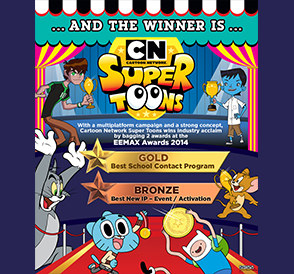 ... AND THE WINNER IS ...
CN
CARTOON NETWORK
SUPER
TOONS
With a multiplatform campaign and a strong concept,
Cartoon Network Super Toons wins industry acclaim
by bagging 2 awards at the
EEMAX Awards 2014
GOLD
Best School Contact Program
BRONZE
Best New IP – Event / Activation